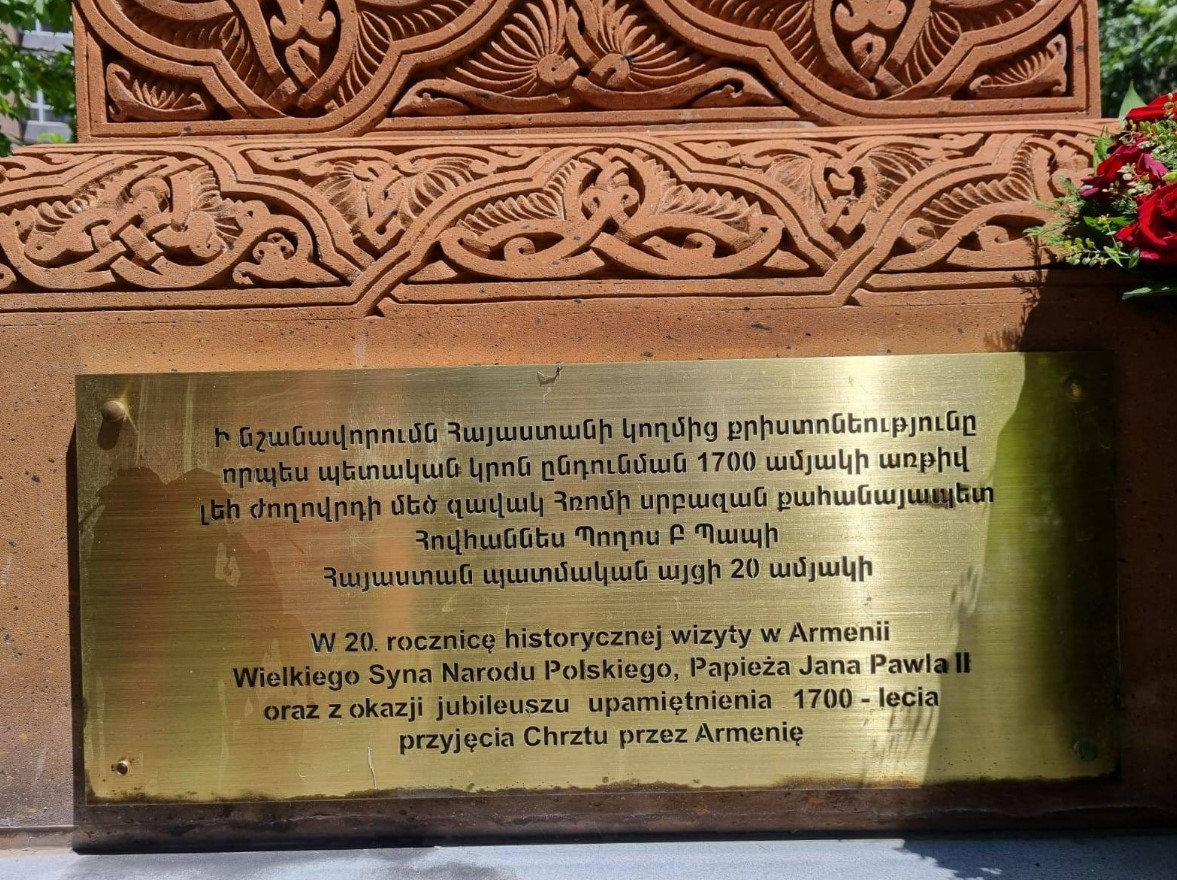 Ի նշանավորումն Հայաստանի կողմից քրիստոնեությունը
որպես պետական կրոն ընդունման 1700 ամյակի առթիվ
լեհ ժողովրդի մեծ զավակ Հռոմի սրբազան քահանայապետ
Հովհաննես Պողոս Բ Պապի
Հայաստան պատմական այցի 20 ամյակի
W 20. rocznicę historycznej wizyty w Armenii
Wielkiego Syna Narodu Polskiego, Papieża Jana Pawla II
oraz z okazji jubileuszu upamiętnienia 1700 - lecia
przyjęcia Chrztu przez Armenię